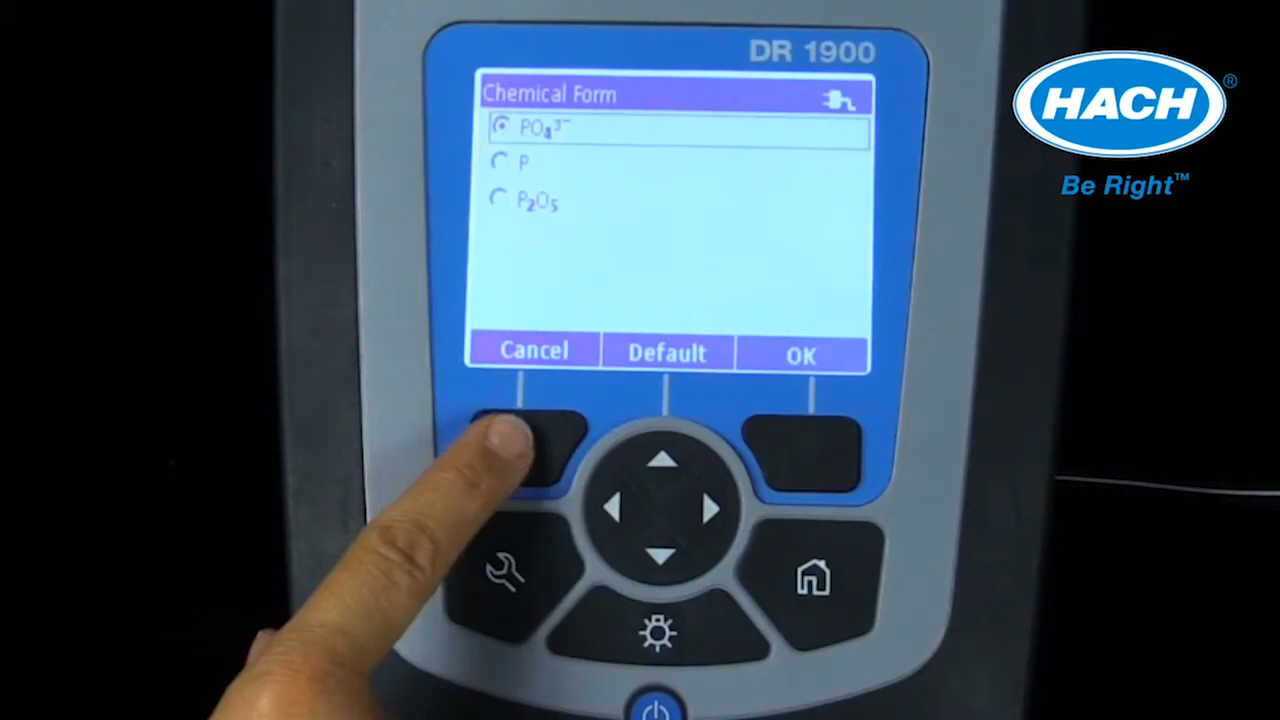 DR 1900
HACH®
Be Right™
Chemical Form
PO₄³⁻
P
P₂O₅
Cancel Default OK